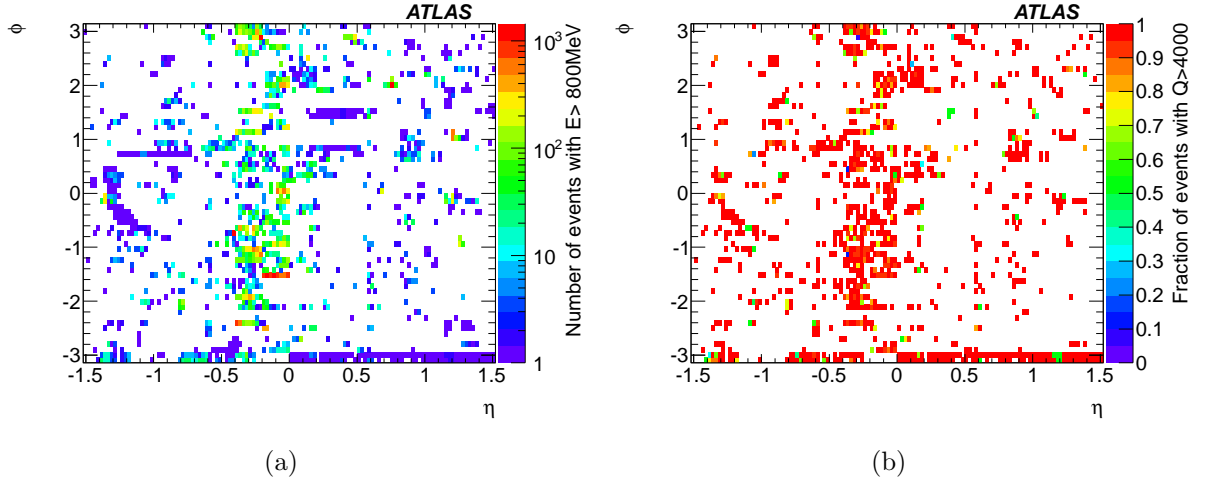 ATLAS
φ
3
2
1
0
-1
-2
-3
-1.5 -1 -0.5 0 0.5 1 1.5
η
10³
10²
10
1
Number of events with E> 800MeV
(a)
ATLAS
φ
3
2
1
0
-1
-2
-3
-1.5 -1 -0.5 0 0.5 1 1.5
η
1
0.9
0.8
0.7
0.6
0.5
0.4
0.3
0.2
0.1
0
Fraction of events with Q>4000
(b)